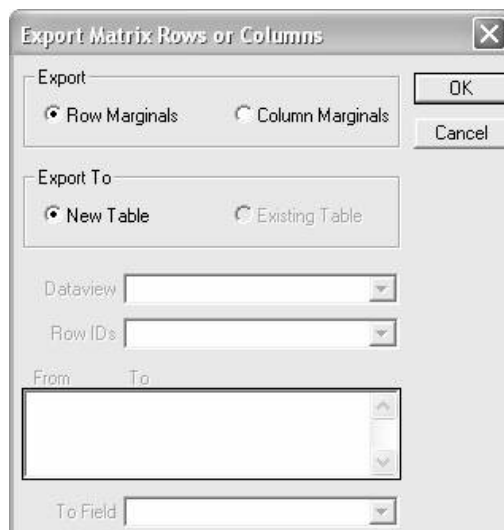 Export Matrix Rows or Columns
Export
Row Marginals Column Marginals
OK
Cancel
Export To
New Table Existing Table
Dataview
Row IDs
From To
To Field